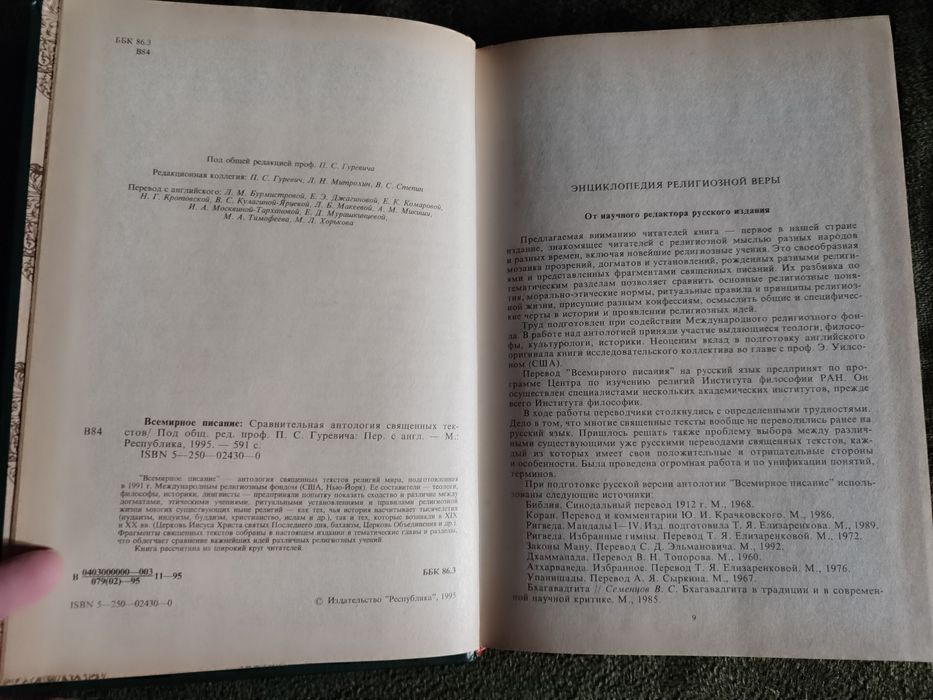 ББК 86.3
В84
Под общей редакцией проф. П. С. Гуревича
Редакционная коллегия: П. С. Гуревич, Л. Н. Митрохин, В. С. Степин
Перевод с английского: Л. М. Бурмистровой, Е. Э. Джагиновой, Е. К. Комаровой,
Н. Г. Кротовской, В. С. Кулагиной-Ярцевой, Л. Б. Макеевой, А. М. Микиши,
И. А. Москвиной-Тархановой, Е. Д. Мурашкинцевой,
М. А. Тимофеева, М. Л. Хорькова
Всемирное писание: Сравнительная антология священных тек-
В84 стов/ Под общ. ред. проф. П. С. Гуревича: Пер. с англ. — М.:
Республика, 1995. — 591 с.
ISBN 5—250—02430—0
"Всемирное писание" — антология священных текстов религий мира, подготовленная
в 1991 г. Международным религиозным фондом (США, Нью-Йорк). Ее составители — теологи,
философы, историки, лингвисты — предприняли попытку показать сходство и различие между
догматами, этическими учениями, ритуальными установлениями и правилами религиозной
жизни многих существующих ныне религий — как тех, чья история насчитывает тысячелетия
(иудаизм, индуизм, буддизм, христианство, ислам и др.), так и тех, которые возникли в XIX
и XX вв. (Церковь Иисуса Христа святых Последнего дня, бахаизм, Церковь Объединения и др.)
Фрагменты священных текстов собраны в настоящем издании в тематические главы и разделы,
что облегчает сравнение важнейших идей различных религиозных учений.
Книга рассчитана на широкий круг читателей.
В 0403000000—003 11—95
079(02)—95
ББК 86.3
ISBN 5—250—02430—0
© Издательство "Республика", 1995
ЭНЦИКЛОПЕДИЯ РЕЛИГИОЗНОЙ ВЕРЫ
От научного редактора русского издания
Предлагаемая вниманию читателей книга — первое в нашей стране
издание, знакомящее читателей с религиозной мыслью разных народов
и разных времен, включая новейшие религиозные учения. Это своеобразная
мозаика прозрений, догматов и установлений, рожденных разными религи-
ями и представленных фрагментами священных писаний. Их разбивка по
тематическим разделам позволяет сравнить основные религиозные поня-
тия, морально-этические нормы, ритуальные правила и принципы религиоз-
ной жизни, присущие разным конфессиям, осмыслить общие и специфичес-
кие черты в истории и проявлении религиозных идей.
Труд подготовлен при содействии Международного религиозного фон-
да. В работе над антологией приняли участие выдающиеся теологи, филосо-
фы, культурологи, историки. Неоценим вклад в подготовку английского
оригинала книги исследовательского коллектива во главе с проф. Э. Уилсо-
ном (США).
Перевод "Всемирного писания" на русский язык предпринят по про-
грамме Центра по изучению религий Института философии РАН. Он
осуществлен специалистами нескольких академических институтов, прежде
всего Института философии.
В ходе работы переводчики столкнулись с определенными трудностями.
Дело в том, что многие священные тексты вообще не переводились ранее на
русский язык. Пришлось решать также проблему выбора между различ-
ными существующими уже русскими переводами священных текстов, каж-
дый из которых имеет свои положительные и отрицательные стороны
и особенности. Была проведена огромная работа и по унификации понятий,
терминов.
При подготовке русской версии антологии "Всемирное писание" исполь-
зованы следующие источники:
Библия. Синодальный перевод 1912 г. М., 1968.
Коран. Перевод и комментарии Ю. И. Крачковского. М., 1986.
Ригведа. Мандалы I—IV. Изд. подготовила Т. Я. Елизаренкова. М., 1989.
Ригведа. Избранные гимны. Перевод Т. Я. Елизаренковой. М., 1972.
Законы Ману. Перевод С. Д. Эльмановича. М., 1992.
Дхаммапада. Перевод В. Н. Топорова. М., 1960.
Атхарваведа. Избранное. Перевод Т. Я. Елизаренковой. М., 1976.
Упанишады. Перевод А. Я. Сыркина. М., 1967.
Бхагавадгита // Семенцов В. С. Бхагавадгита в традиции и в современ-
ной научной критике. М., 1985.
9